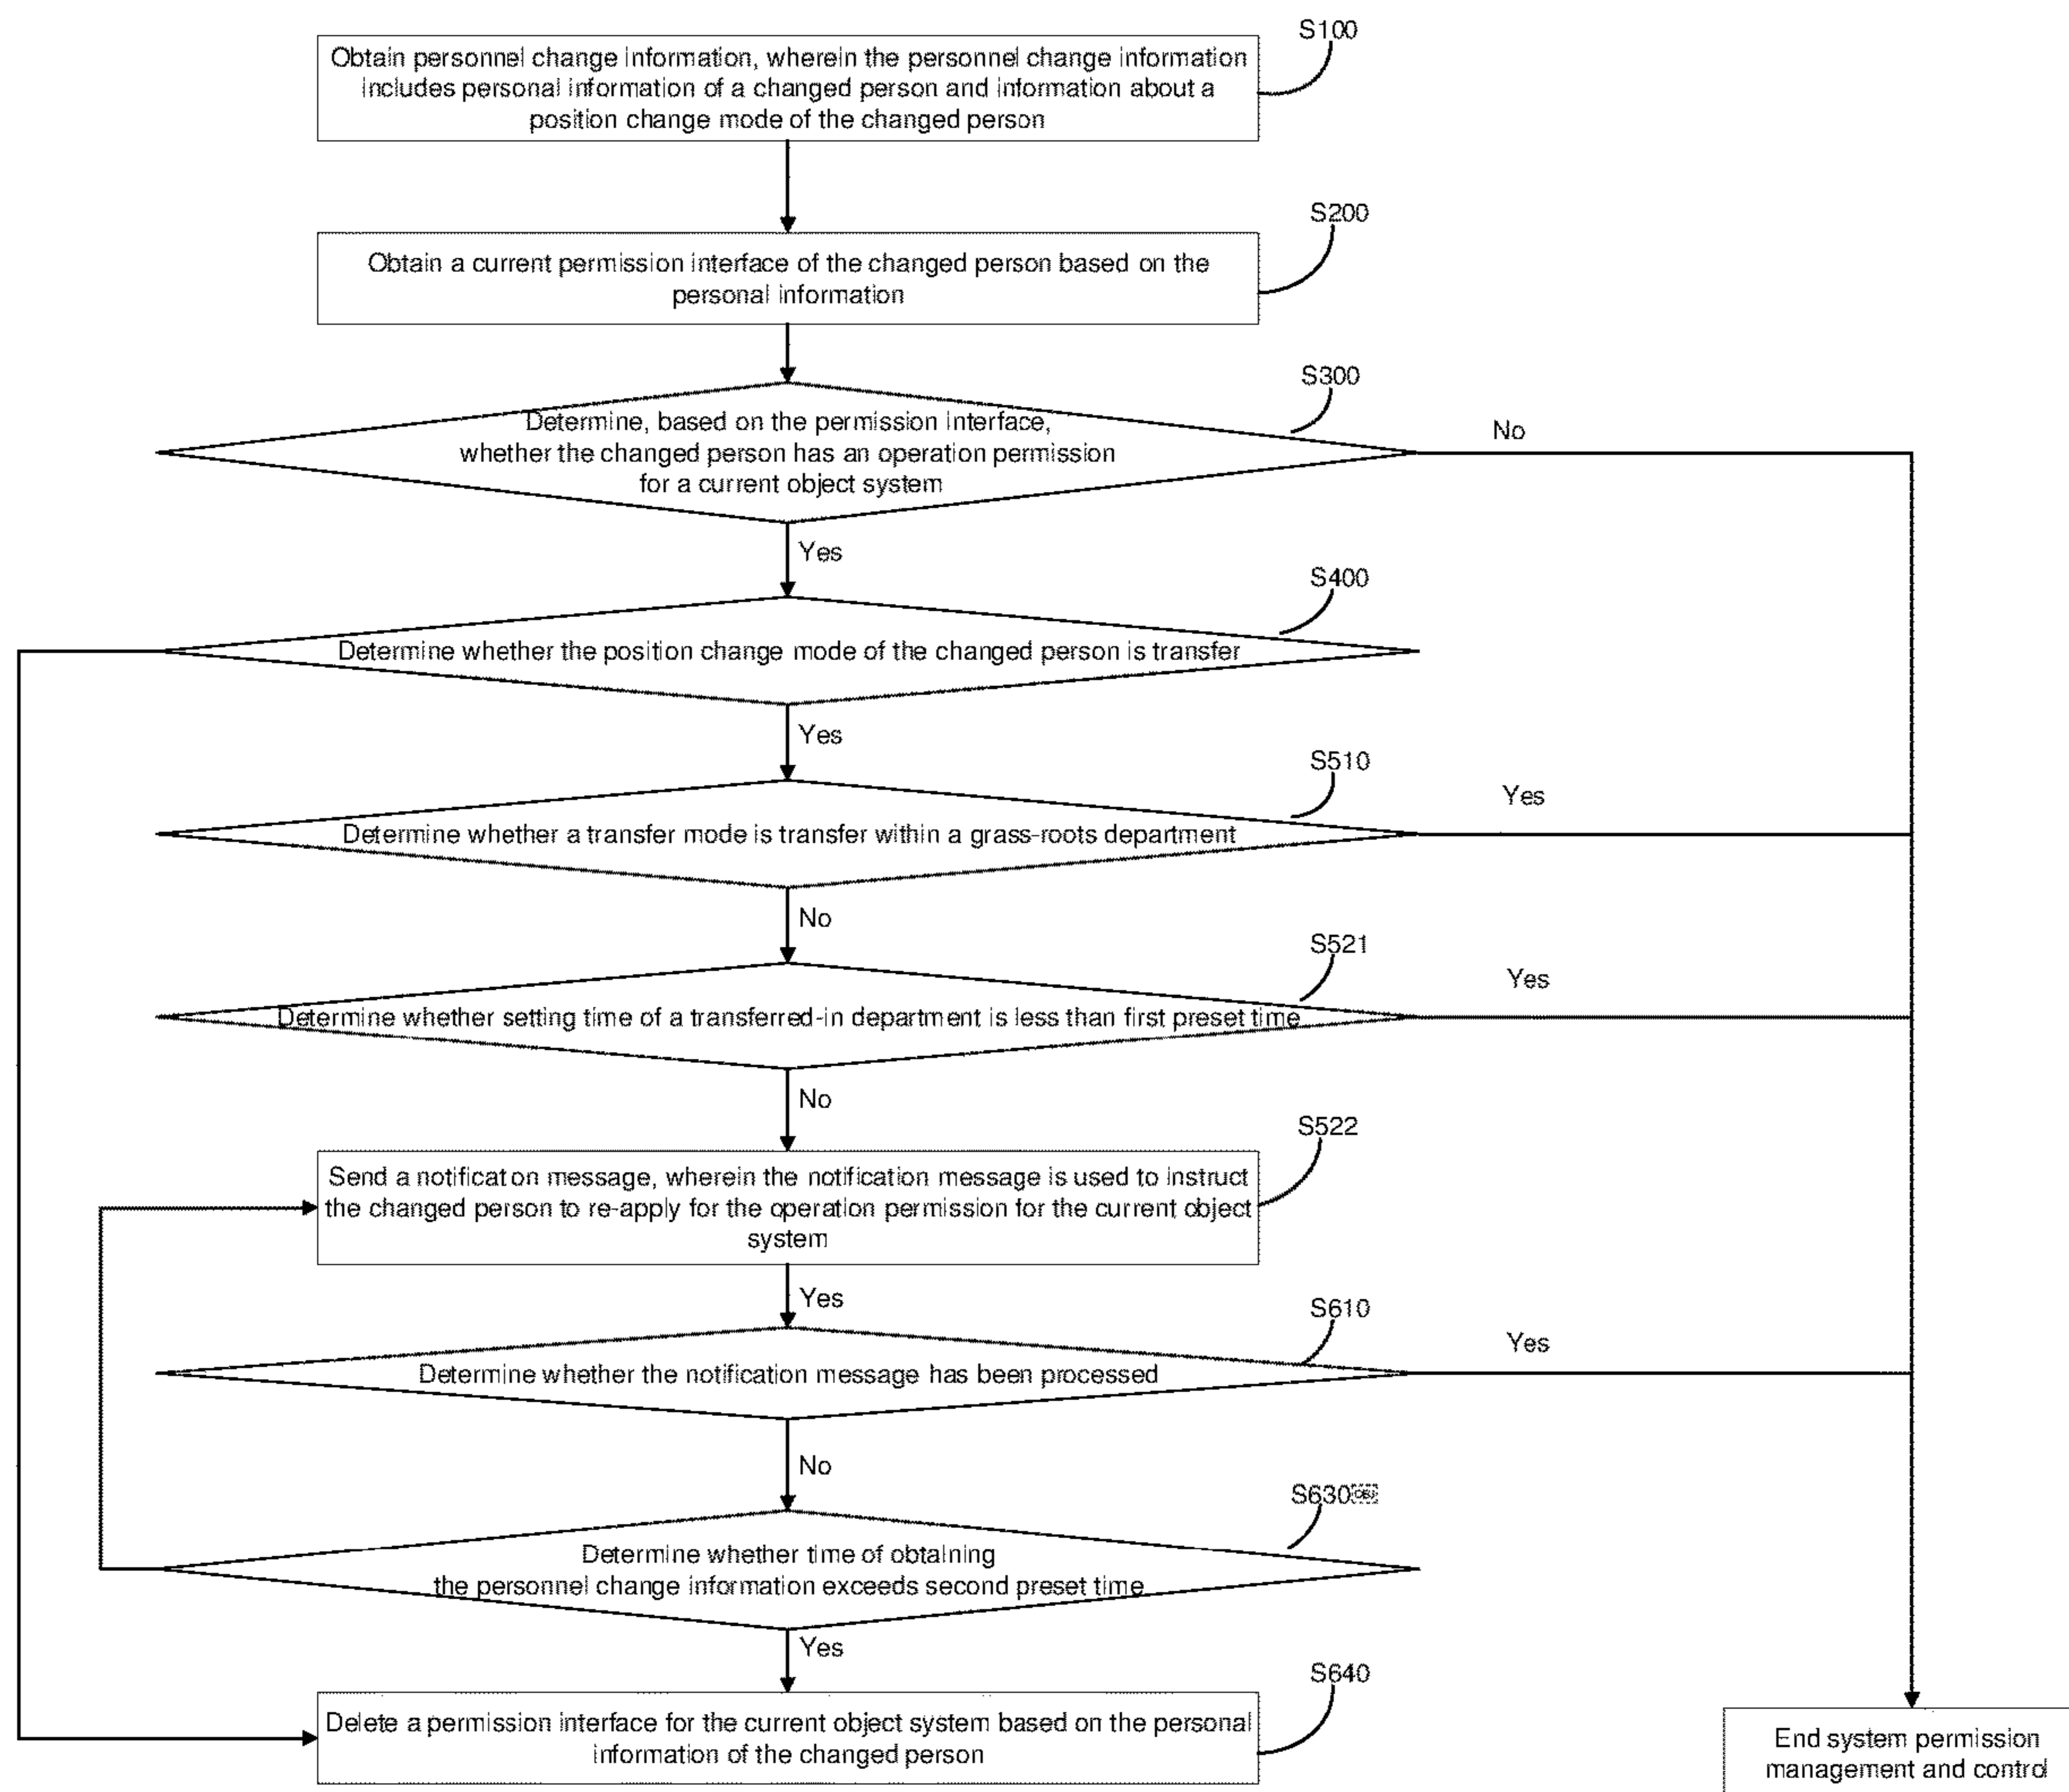 S100
Obtain personnel change information, wherein the personnel change information
includes personal information of a changed person and information about a
position change mode of the changed person
S200
Obtain a current permission interface of the changed person based on the
personal information
S300
Determine, based on the permission interface,
whether the changed person has an operation permission
for a current object system
No
Yes
S400
Determine whether the position change mode of the changed person is transfer
Yes
S510
Determine whether a transfer mode is transfer within a grass-roots department
Yes
No
S521
Determine whether setting time of a transferred-in department is less than first preset time
Yes
No
S522
Send a notification message, wherein the notification message is used to instruct
the changed person to re-apply for the operation permission for the current object
system
Yes
S610
Determine whether the notification message has been processed
Yes
No
S630OBJ
Determine whether time of obtaining
the personnel change information exceeds second preset time
Yes
S640
Delete a permission interface for the current object system based on the personal
information of the changed person
End system permission
management and control